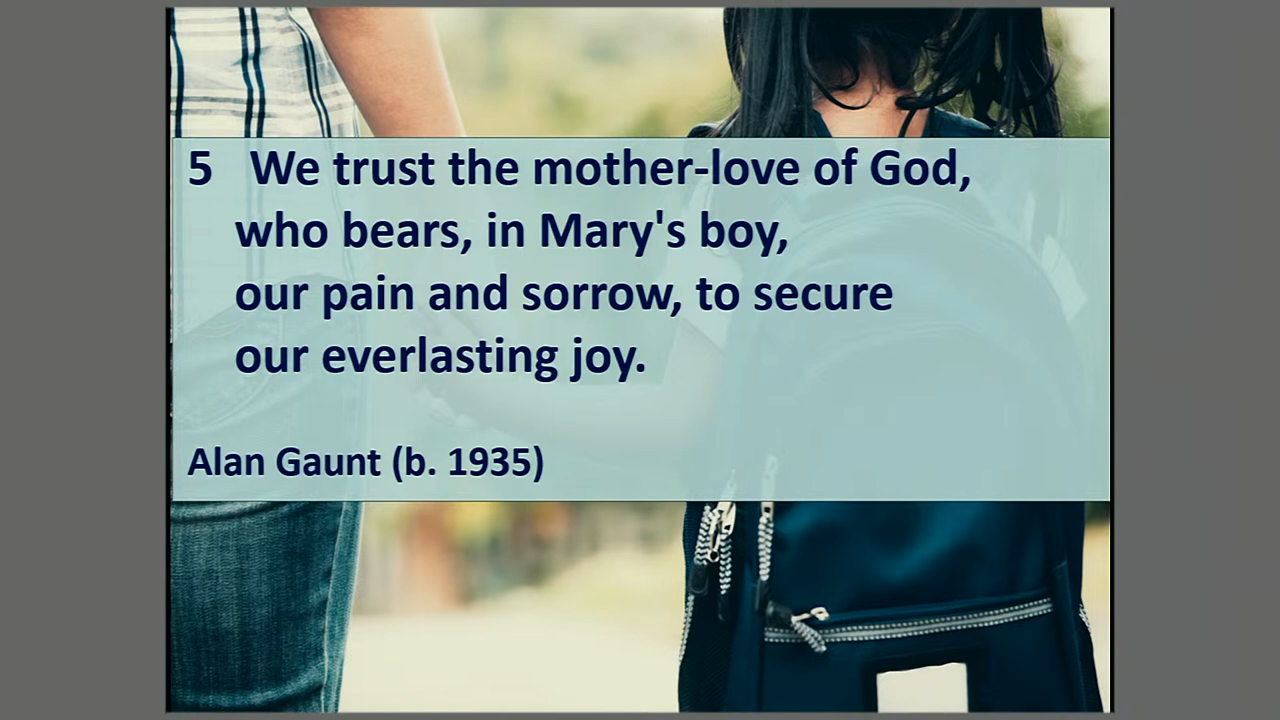 5 We trust the mother-love of God,
who bears, in Mary's boy,
our pain and sorrow, to secure
our everlasting joy.
Alan Gaunt (b. 1935)